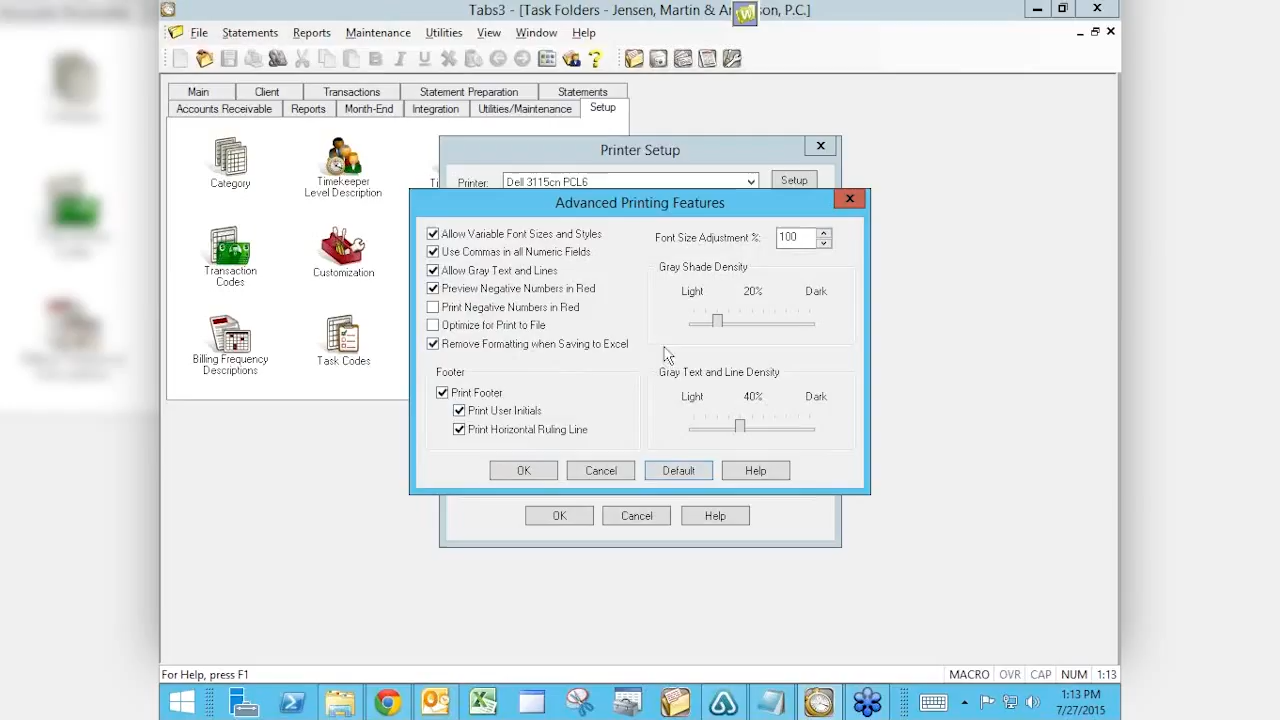 Tabs3 - [Task Folders - Jensen, Martin & An son, P.C.]
File Statements Reports Maintenance Utilities View Window Help
Main Client Transactions Statement Preparation Statements
Accounts Receivable Reports Month-End Integration Utilities/Maintenance Setup
Category
Timekeeper
Level Description
Transaction
Codes
Customization
Billing Frequency
Descriptions
Task Codes
Printer Setup
Printer: Dell 3115cn PCL6 Setup
Advanced Printing Features
Allow Variable Font Sizes and Styles
Use Commas in all Numeric Fields
Allow Gray Text and Lines
Preview Negative Numbers in Red
Print Negative Numbers in Red
Optimize for Print to File
Remove Formatting when Saving to Excel
Font Size Adjustment %: 100
Gray Shade Density
Light 20% Dark
Footer
Print Footer
Print User Initials
Print Horizontal Ruling Line
Gray Text and Line Density
Light 40% Dark
OK Cancel Default Help
OK Cancel Help
For Help, press F1
MACRO OVR CAP NUM 1:13
1:13 PM
7/27/2015